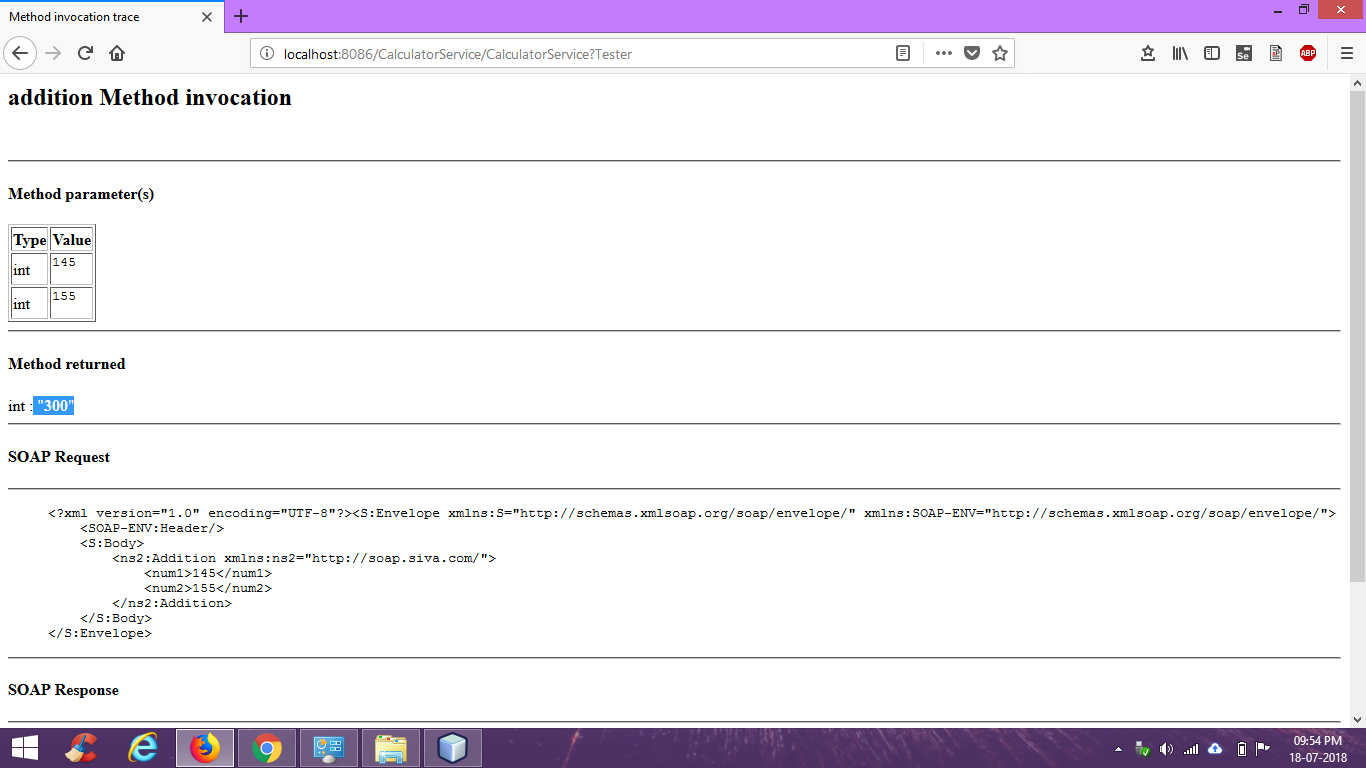 Method invocation trace
localhost:8086/CalculatorService/CalculatorService?Tester
Se
ABP
addition Method invocation
Method parameter(s)
Type Value
int 145
int 155
Method returned
int : "300"
SOAP Request
<?xml version="1.0" encoding="UTF-8"?><S:Envelope xmlns:S="http://schemas.xmlsoap.org/soap/envelope/" xmlns:SOAP-ENV="http://schemas.xmlsoap.org/soap/envelope/">
    <SOAP-ENV:Header/>
    <S:Body>
        <ns2:Addition xmlns:ns2="http://soap.siva.com/">
            <num1>145</num1>
            <num2>155</num2>
        </ns2:Addition>
    </S:Body>
</S:Envelope>
SOAP Response
09:54 PM
18-07-2018